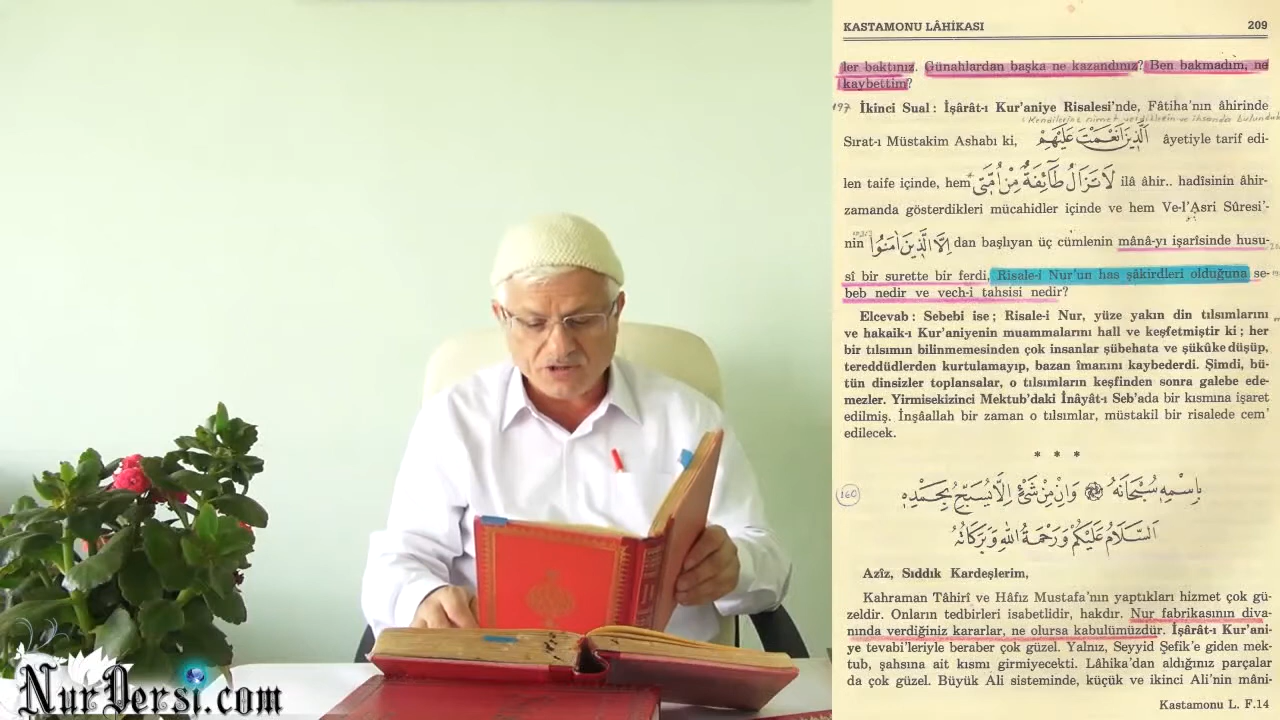 KASTAMONU LÂHİKASI 209
ler baktınız. Günahlardan başka ne kazandınız? Ben bakmadım, ne
kaybettim?
197 İkinci Sual : İşârât-ı Kur'aniye Risalesi'nde, Fâtiha'nın âhirinde
Sırat-ı Müstakim Ashabı ki, اَلَّذِينَ اَنْعَمْتَ عَلَيْهِمْ âyetiyle tarif edi-
len taife içinde, hem لَا تَزَالُ طَٓائِفَةٌ مِنْ اُمَّتِى ilâ âhir.. hadîsinin âhir-
zamanda gösterdikleri mücahidler içinde ve hem Ve-l'Asri Sûresi'-
nin اِلَّا الَّذِينَ اٰمَنُوا dan başlıyan üç cümlenin mânâ-yı işarîsinde husu-
sî bir surette bir ferdi, Risale-i Nur'un has şâkirdleri olduğuna se-
beb nedir ve vech-i tahsisi nedir?
Elcevab : Sebebi ise ; Risale-i Nur, yüze yakın din tılsımlarını
ve hakaik-ı Kur'aniyenin muammalarını hall ve keşfetmiştir ki ; her
bir tılsımın bilinmemesinden çok insanlar şübehata ve şükûke düşüp,
tereddüdlerden kurtulamayıp, bazan îmanını kaybederdi. Şimdi, bü-
tün dinsizler toplansalar, o tılsımların keşfinden sonra galebe ede-
mezler. Yirmisekizinci Mektub'daki İnâyât-ı Seb'ada bir kısmına işaret
edilmiş. İnşâallah bir zaman o tılsımlar, müstakil bir risalede cem'
edilecek.
* * *
160 بِاسْمِهِ سُبْحَانَهُ وَاِنْ مِنْ شَيْءٍ اِلَّا يُسَبِّحُ بِحَمْدِهِ
اَلسَّلَامُ عَلَيْكُمْ وَرَحْمَةُ اللّٰهِ وَبَرَكَاتُهُ
Azîz, Sıddık Kardeşlerim,
Kahraman Tâhirî ve Hâfız Mustafa'nın yaptıkları hizmet çok gü-
zeldir. Onların tedbirleri isabetlidir, hakdır. Nur fabrikasının diva-
nında verdiğiniz kararlar, ne olursa kabulümüzdür. İşârât-ı Kur'ani-
ye tevabi'leriyle beraber çok güzel. Yalnız, Seyyid Şefik'e giden mek-
tub, şahsına ait kısmı girmiyecekti. Lâhika'dan aldığınız parçalar
da çok güzel. Büyük Ali sisteminde, küçük ve ikinci Ali'nin mâni-
Kastamonu L. F.14
NurDersi.com